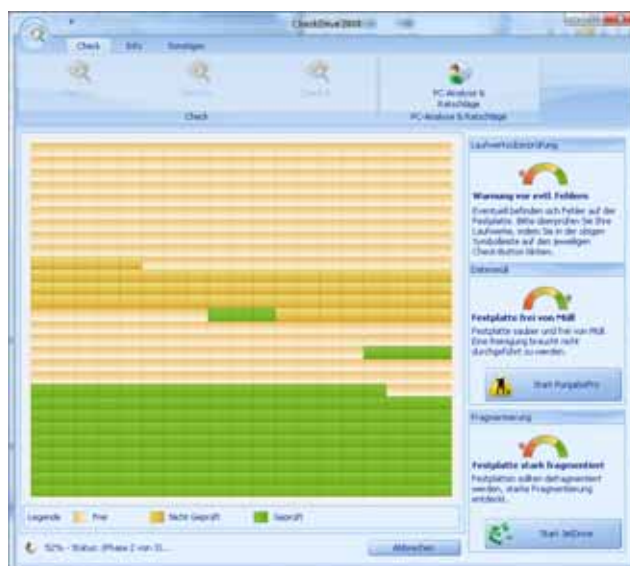 CheckDrive 2010
Check Info Sonstiges
PC-Analyse &
Ratschläge
Check
PC-Analyse & Ratschläge
Laufwerksüberprüfung
Warnung vor evtl. Fehlern
Eventuell befinden sich Fehler auf der
Festplatte. Bitte überprüfen Sie Ihre
Laufwerke, indem Sie in der obigen
Symbolleiste auf den jeweiligen
Check-Button klicken.
Datenmüll
Festplatte frei von Müll
Festplatte sauber und frei von Müll.
Eine Reinigung braucht nicht
durchgeführt zu werden.
Start PurgatioPro
Fragmentierung
Festplatte stark fragmentiert
Festplatten sollten defragmentiert
werden, starke Fragmentierung
entdeckt.
Start JetDrive
Legende Frei Nicht Geprüft Geprüft
52% - Status: (Phase 2 von 3)...
Abbrechen